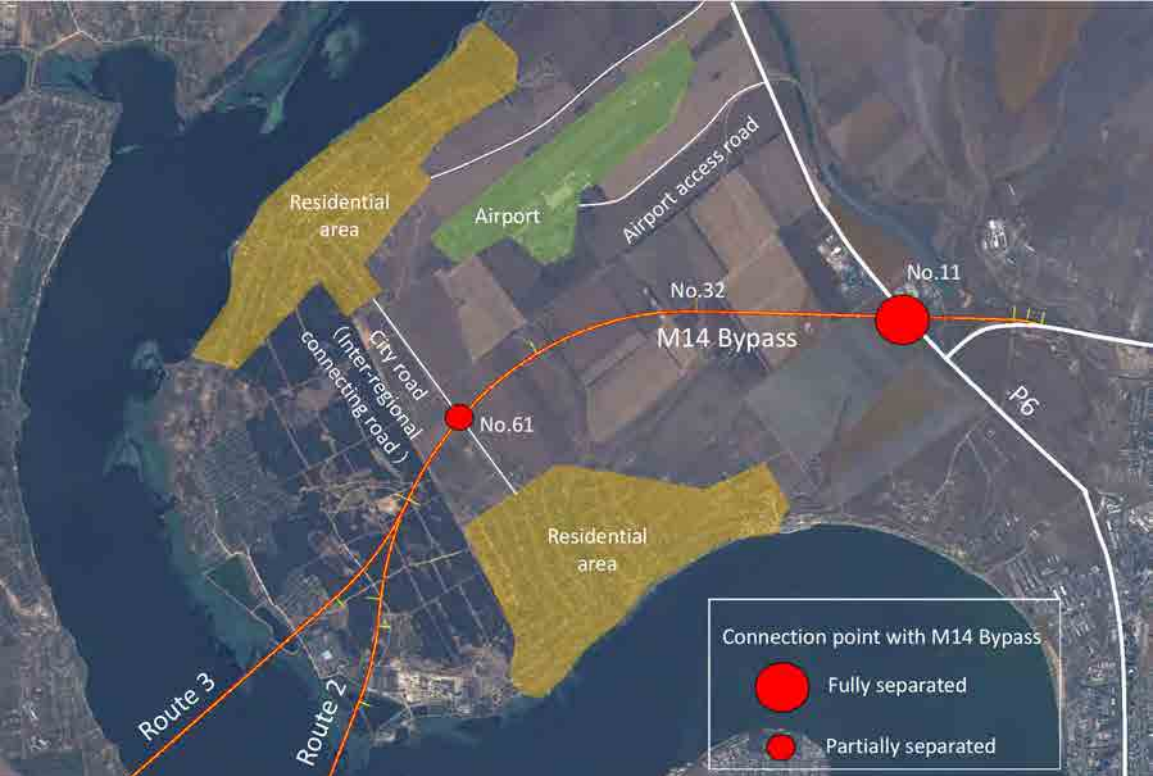 Residential
area
Airport
Airport access road
No.11
No.32
M14 Bypass
City road
(Inter-regional
connecting road )
No.61
P6
Residential
area
Route 3
Route 2
Connection point with M14 Bypass
Fully separated
Partially separated